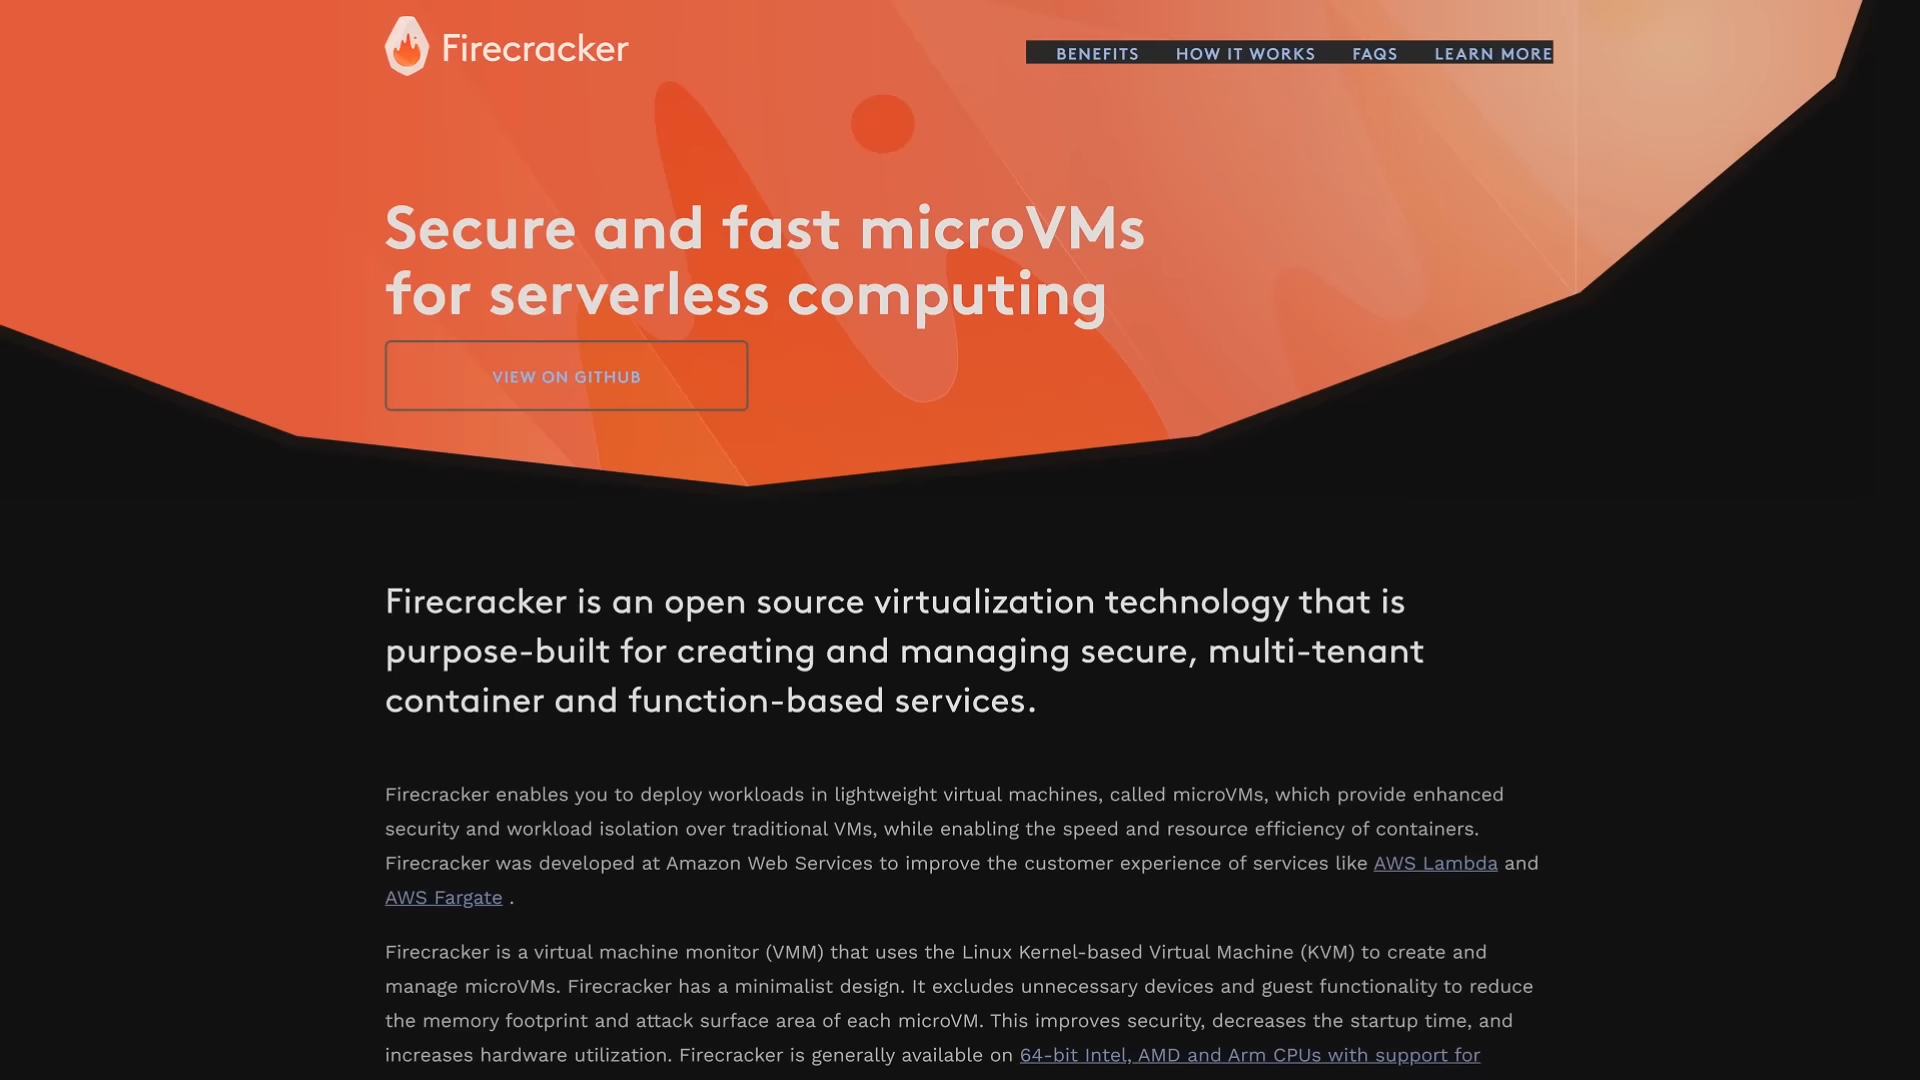 Firecracker
BENEFITS HOW IT WORKS FAQS LEARN MORE
Secure and fast microVMs
for serverless computing
VIEW ON GITHUB
Firecracker is an open source virtualization technology that is
purpose-built for creating and managing secure, multi-tenant
container and function-based services.
Firecracker enables you to deploy workloads in lightweight virtual machines, called microVMs, which provide enhanced
security and workload isolation over traditional VMs, while enabling the speed and resource efficiency of containers.
Firecracker was developed at Amazon Web Services to improve the customer experience of services like AWS Lambda and
AWS Fargate .
Firecracker is a virtual machine monitor (VMM) that uses the Linux Kernel-based Virtual Machine (KVM) to create and
manage microVMs. Firecracker has a minimalist design. It excludes unnecessary devices and guest functionality to reduce
the memory footprint and attack surface area of each microVM. This improves security, decreases the startup time, and
increases hardware utilization. Firecracker is generally available on 64-bit Intel, AMD and Arm CPUs with support for